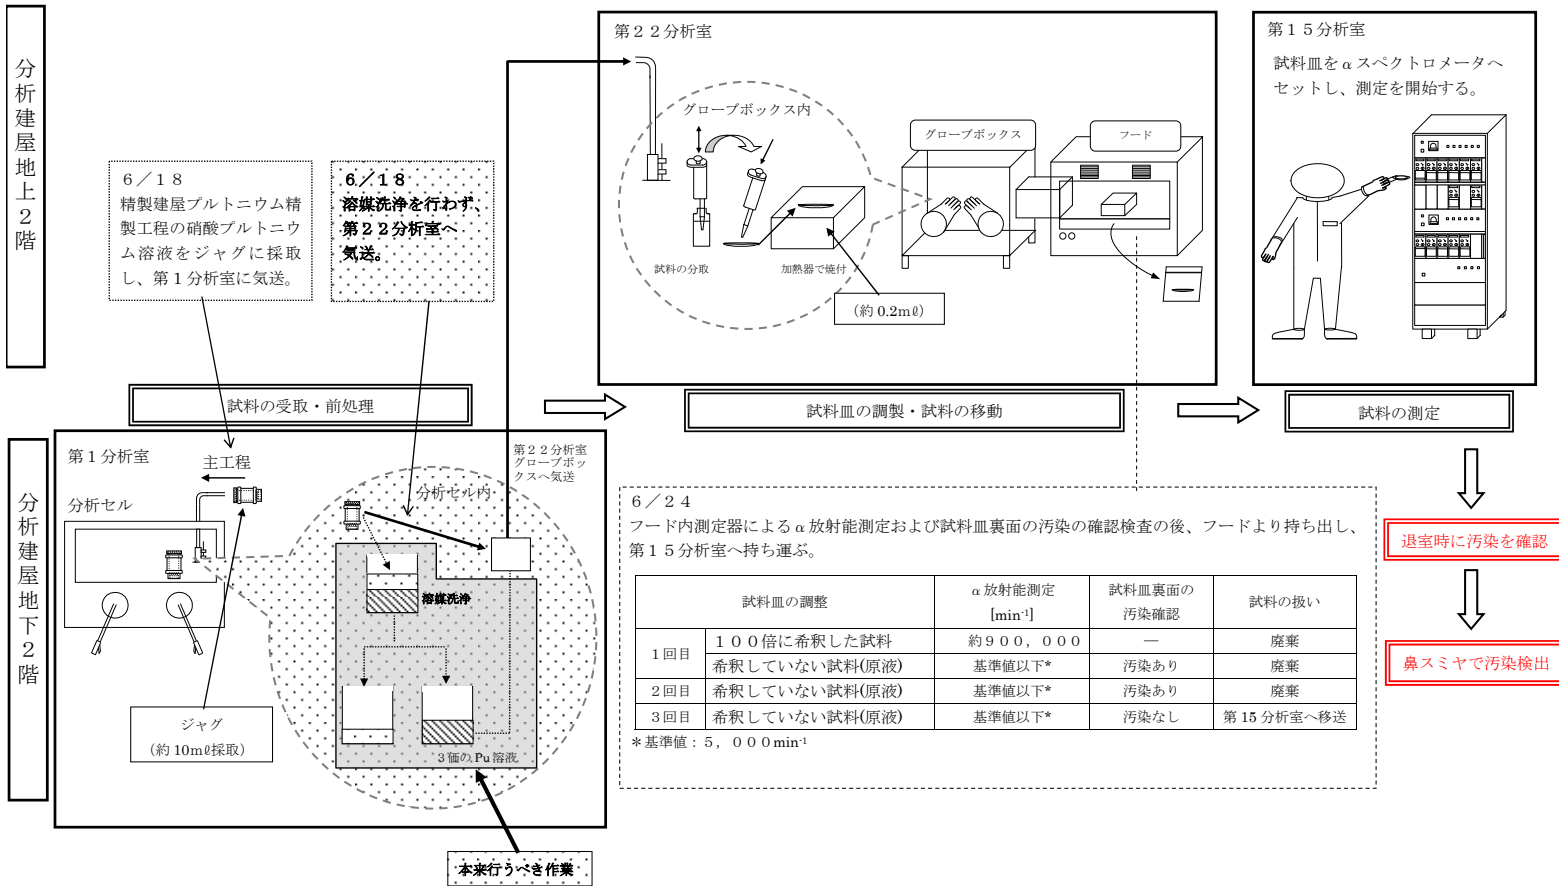 分析建屋地上2階
第22分析室
グローブボックス内
試料の分取
加熱器で焼付
(約 0.2mℓ)
グローブボックス
フード
第15分析室
試料皿をαスペクトロメータへ
セットし、測定を開始する。
6/18
精製建屋プルトニウム精
製工程の硝酸プルトニウ
ム溶液をジャグに採取
し、第1分析室に気送。
6/18
溶媒洗浄を行わず、
第22分析室へ
気送。
試料の受取・前処理
試料皿の調製・試料の移動
試料の測定
分析建屋地下2階
第1分析室
主工程
分析セル
第22分析室
グローブボッ
クスへ気送
分析セル内
溶媒洗浄
3価のPu溶液
ジャグ
(約 10mℓ採取)
本来行うべき作業
6/24
フード内測定器によるα放射能測定および試料皿裏面の汚染の確認検査の後、フードより持ち出し、
第15分析室へ持ち運ぶ。
試料皿の調整
α放射能測定
[min-1]
試料皿裏面の
汚染確認
試料の扱い
1回目
100倍に希釈した試料
約900,000
―
廃棄
希釈していない試料(原液)
基準値以下*
汚染あり
廃棄
2回目
希釈していない試料(原液)
基準値以下*
汚染あり
廃棄
3回目
希釈していない試料(原液)
基準値以下*
汚染なし
第15分析室へ移送
*基準値:5,000min-1
退室時に汚染を確認
鼻スミヤで汚染検出